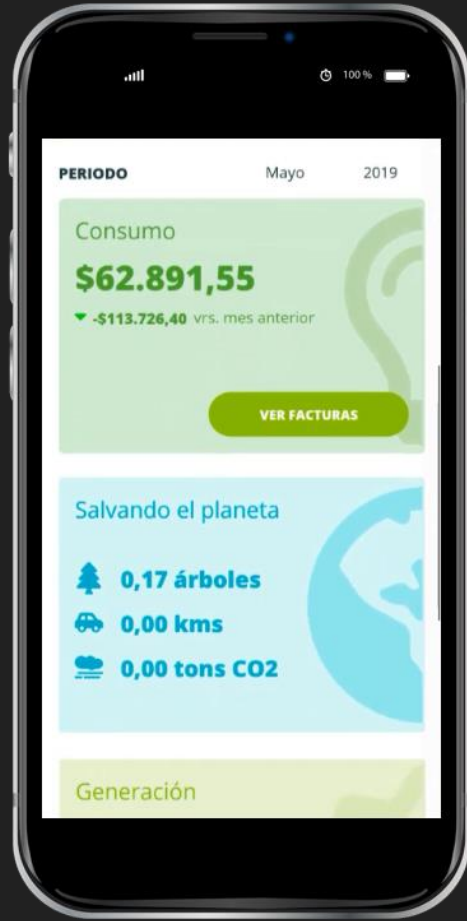 100 %
PERIODO Mayo 2019
Consumo
$62.891,55
-$113.726,40 vrs. mes anterior
VER FACTURAS
Salvando el planeta
0,17 árboles
0,00 kms
0,00 tons CO2
Generación